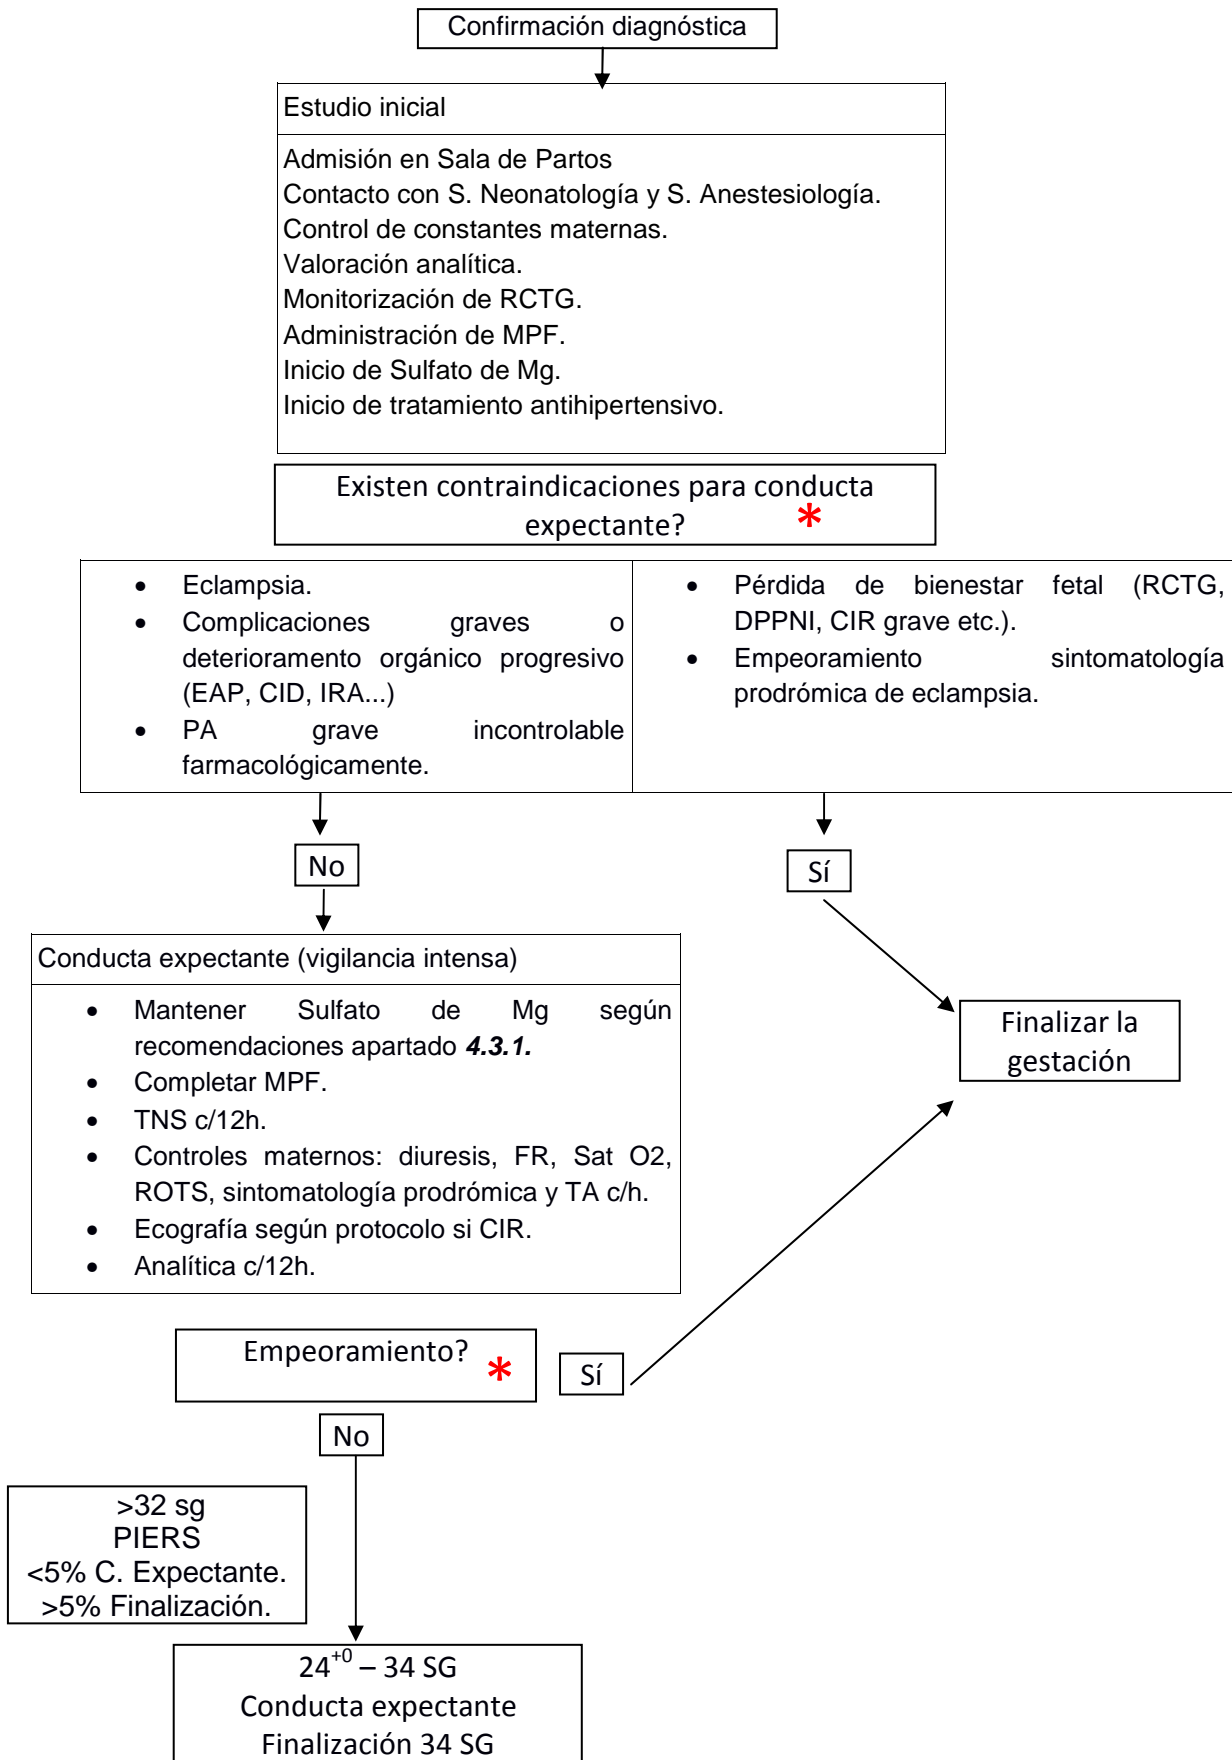 Confirmación diagnóstica
Estudio inicial
Admisión en Sala de Partos
Contacto con S. Neonatología y S. Anestesiología.
Control de constantes maternas.
Valoración analítica.
Monitorización de RCTG.
Administración de MPF.
Inicio de Sulfato de Mg.
Inicio de tratamiento antihipertensivo.
Existen contraindicaciones para conducta
expectante? *
• Eclampsia.
• Complicaciones graves o
deterioramento orgánico progresivo
(EAP, CID, IRA...)
• PA grave incontrolable
farmacológicamente.
• Pérdida de bienestar fetal (RCTG,
DPPNI, CIR grave etc.).
• Empeoramiento sintomatología
prodrómica de eclampsia.
No
Sí
Conducta expectante (vigilancia intensa)
• Mantener Sulfato de Mg según
recomendaciones apartado 4.3.1.
• Completar MPF.
• TNS c/12h.
• Controles maternos: diuresis, FR, Sat O2,
ROTS, sintomatología prodrómica y TA c/h.
• Ecografía según protocolo si CIR.
• Analítica c/12h.
Finalizar la
gestación
Empeoramiento? *
Sí
No
>32 sg
PIERS
<5% C. Expectante.
>5% Finalización.
24+0 – 34 SG
Conducta expectante
Finalización 34 SG